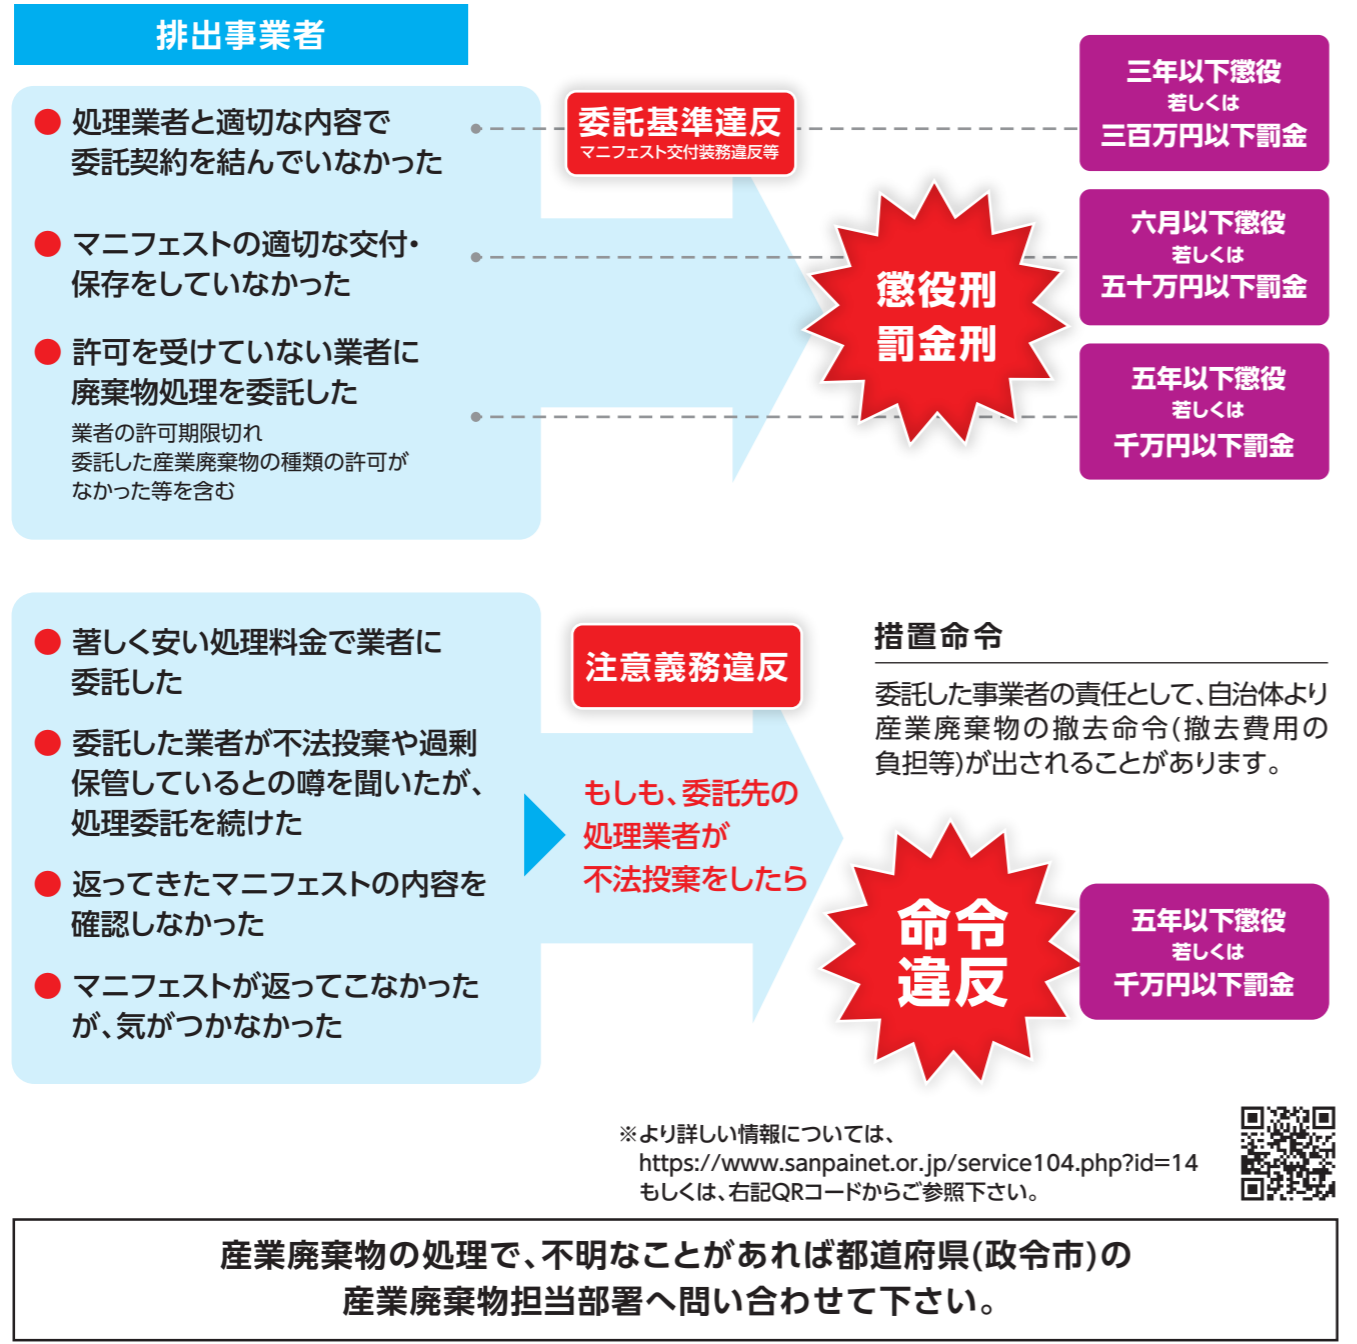 排出事業者
● 処理業者と適切な内容で
委託契約を結んでいなかった
● マニフェストの適切な交付・
保存をしていなかった
● 許可を受けていない業者に
廃棄物処理を委託した
業者の許可期限切れ
委託した産業廃棄物の種類の許可が
なかった等を含む
委託基準違反
マニフェスト交付装務違反等
懲役刑
罰金刑
三年以下懲役
若しくは
三百万円以下罰金
六月以下懲役
若しくは
五十万円以下罰金
五年以下懲役
若しくは
千万円以下罰金
● 著しく安い処理料金で業者に
委託した
● 委託した業者が不法投棄や過剰
保管しているとの噂を聞いたが、
処理委託を続けた
● 返ってきたマニフェストの内容を
確認しなかった
● マニフェストが返ってこなかった
が、気がつかなかった
注意義務違反
もしも、委託先の
処理業者が
不法投棄をしたら
措置命令
委託した事業者の責任として、自治体より
産業廃棄物の撤去命令(撤去費用の
負担等)が出されることがあります。
命令
違反
五年以下懲役
若しくは
千万円以下罰金
※より詳しい情報については、
https://www.sanpainet.or.jp/service104.php?id=14
もしくは、右記QRコードからご参照下さい。
産業廃棄物の処理で、不明なことがあれば都道府県(政令市)の
産業廃棄物担当部署へ問い合わせて下さい。